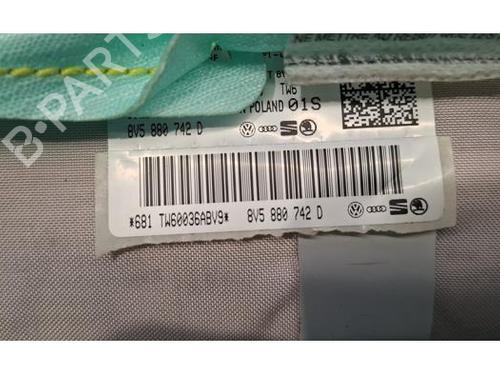 B-PARTS
TW6
POLAND 01S
8V5 880 742 D
*681 TW60036ABV9* 8V5 880 742 D